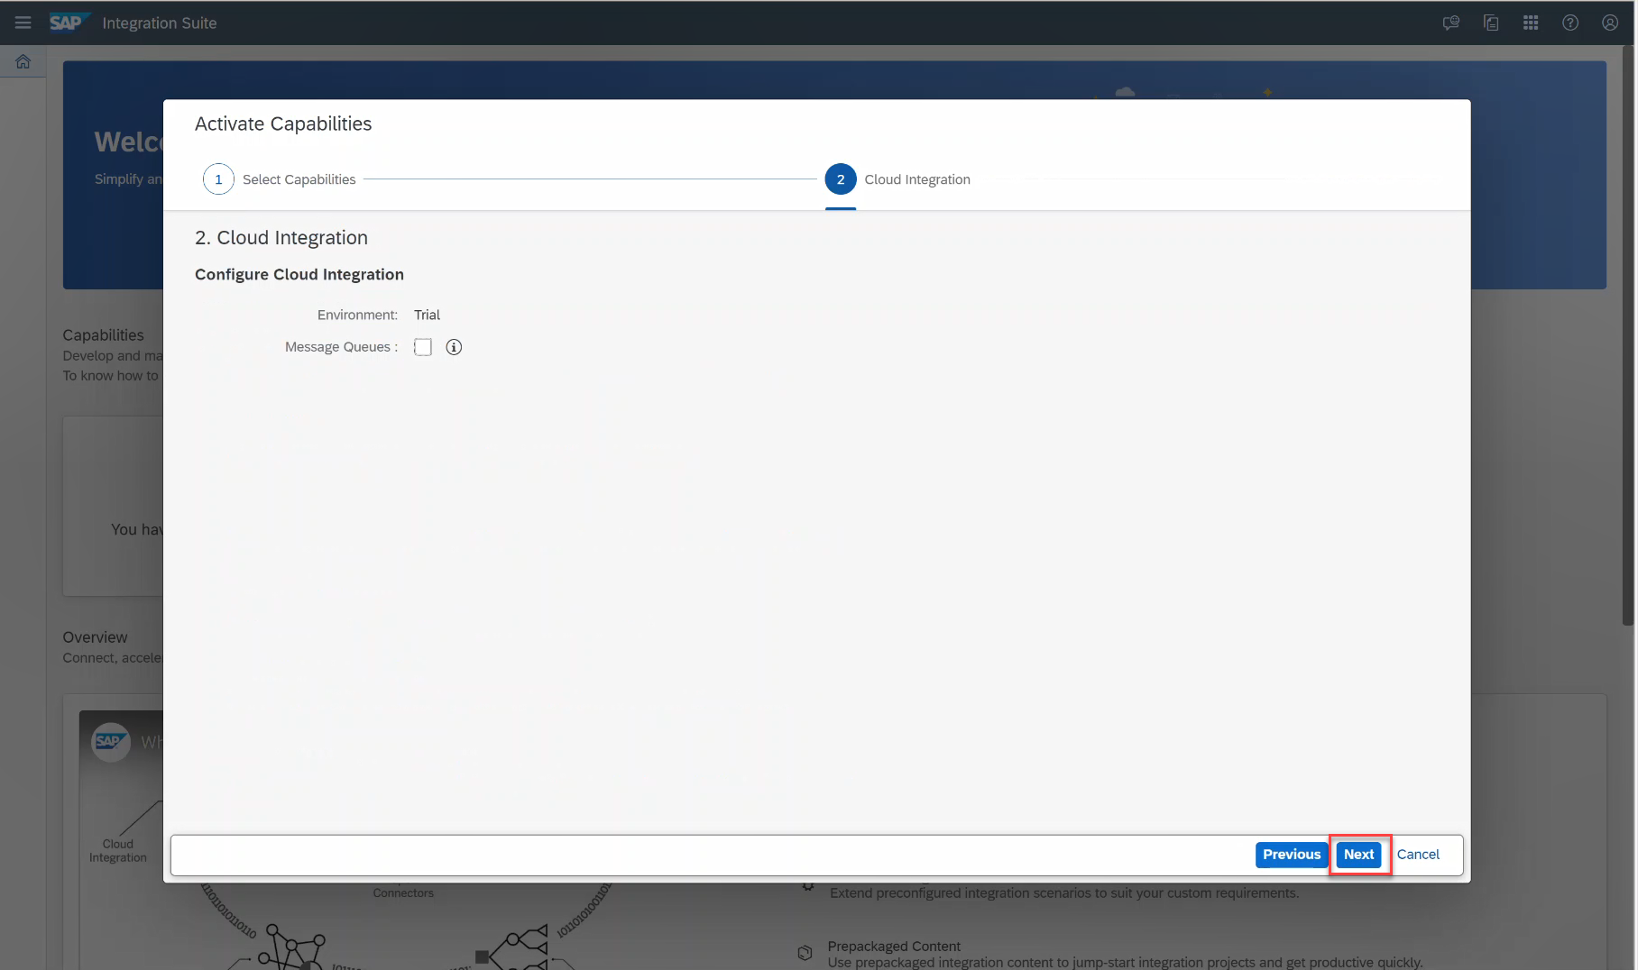 SAP Integration Suite
Welc
Simplify an
Activate Capabilities
1 Select Capabilities
2 Cloud Integration
2. Cloud Integration
Configure Cloud Integration
Environment: Trial
Message Queues :
Capabilities
Develop and ma
To know how to
You hav
Overview
Connect, accele
SAP Wh
Cloud
Integration
Previous Next Cancel
Connectors
Extend preconfigured integration scenarios to suit your custom requirements.
Prepackaged Content
Use prepackaged integration content to jump-start integration projects and get productive quickly.